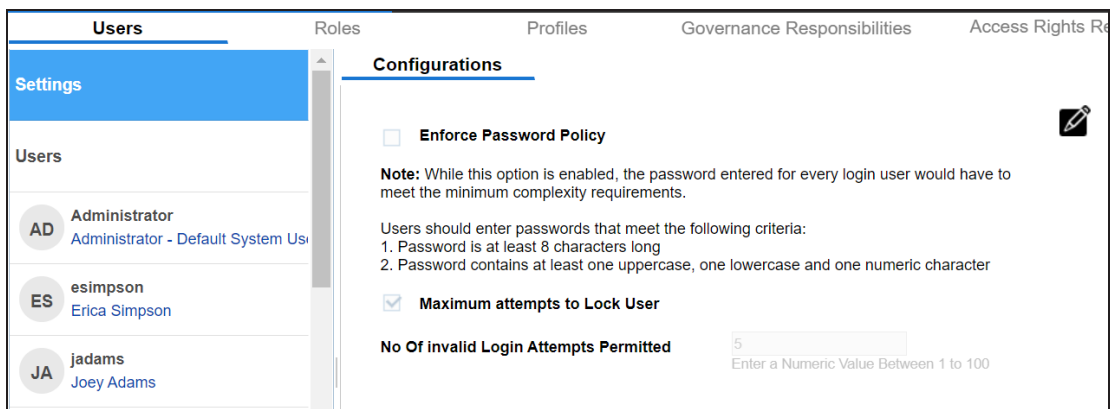 Users
Roles
Profiles
Governance Responsibilities
Access Rights
Settings
Configurations
Enforce Password Policy
Users
Note: While this option is enabled, the password entered for every login user would have to
meet the minimum complexity requirements.
AD
Administrator
Administrator - Default System
Users should enter passwords that meet the following criteria:
1. Password is at least 8 characters long
2. Password contains at least one uppercase, one lowercase and one numeric character
ES
esimpson
Erica Simpson
Maximum attempts to Lock User
JA
jadams
Joey Adams
No Of invalid Login Attempts Permitted
5
Enter a Numeric Value Between 1 to 100